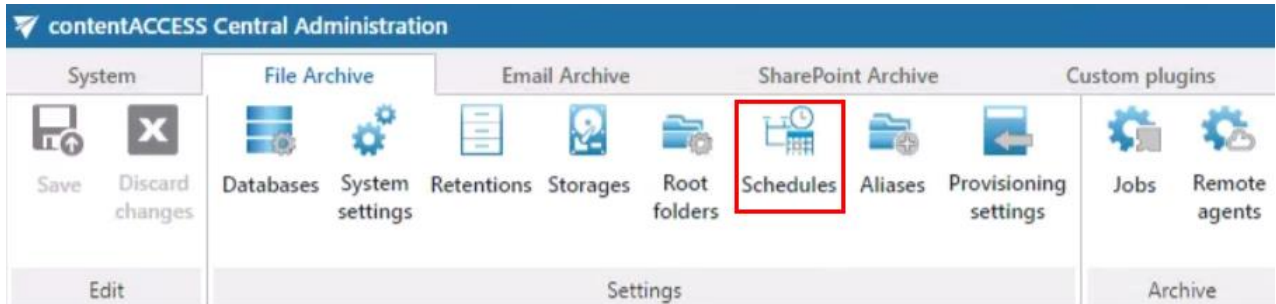 contentACCESS Central Administration
System File Archive Email Archive SharePoint Archive Custom plugins
Save Discard changes Databases System settings Retentions Storages Root folders Schedules Aliases Provisioning settings Jobs Remote agents
Edit Settings Archive